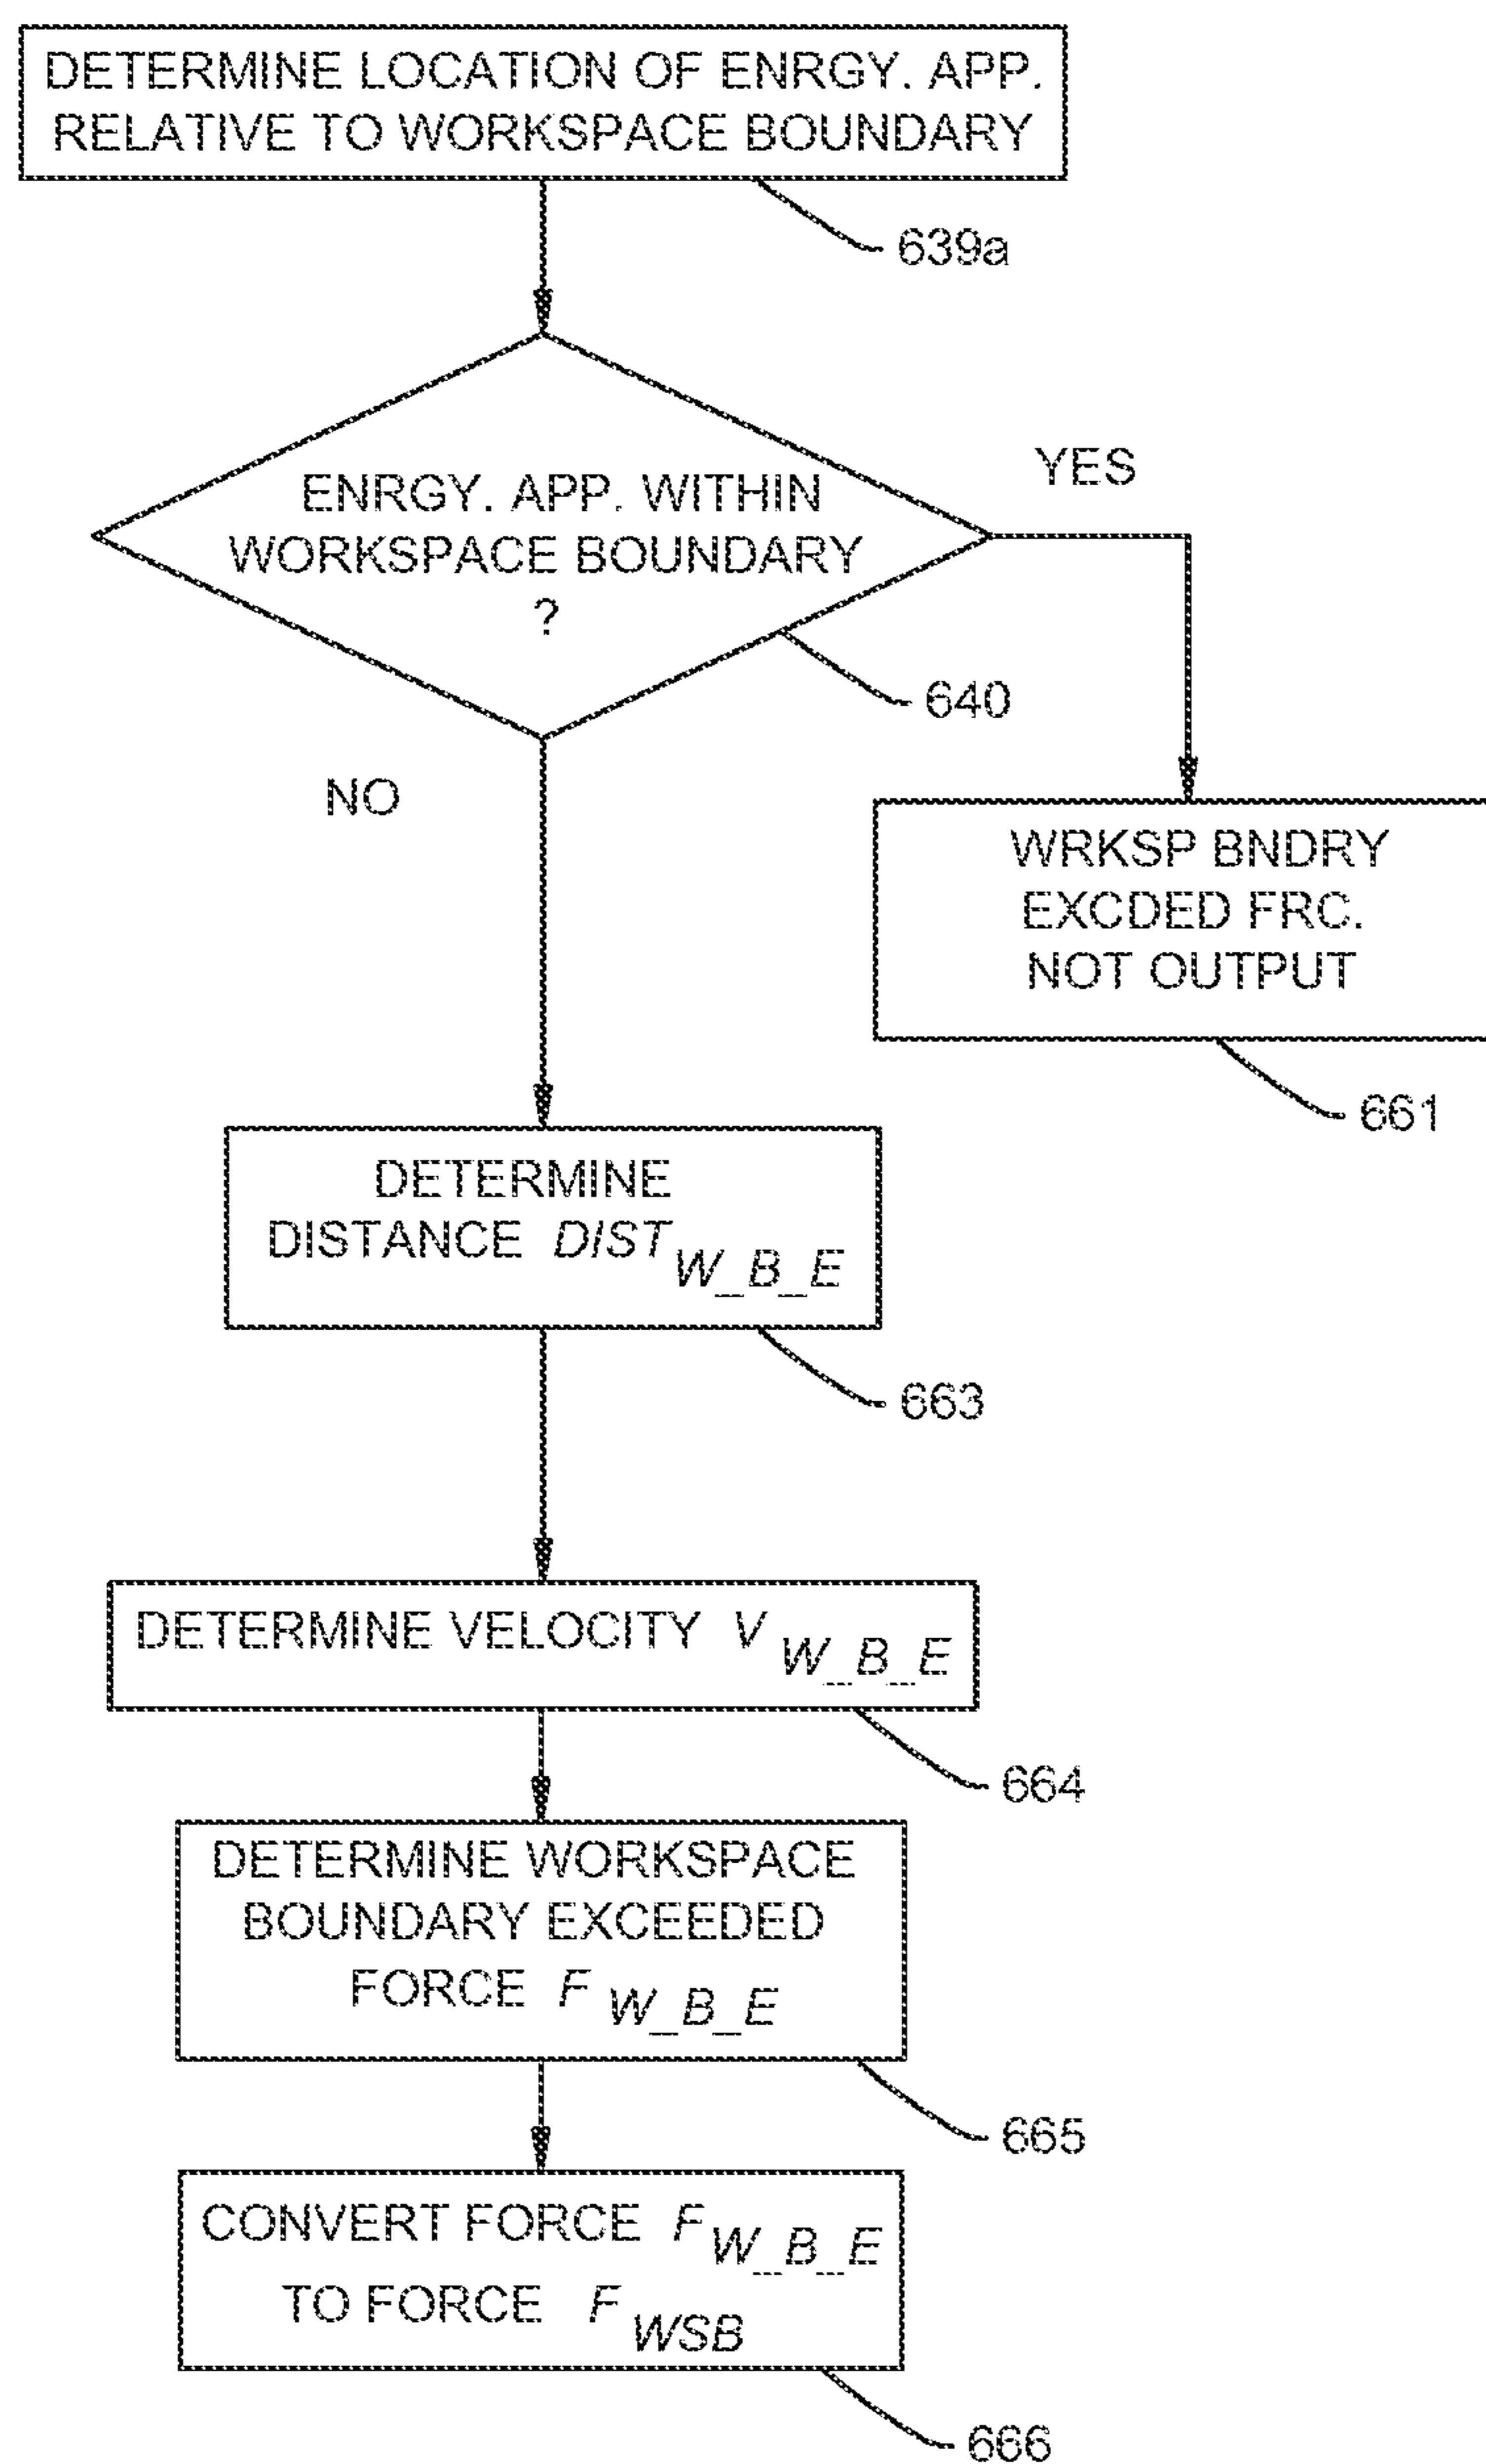 DETERMINE LOCATION OF ENRGY. APP.
RELATIVE TO WORKSPACE BOUNDARY
639a
ENRGY. APP. WITHIN
WORKSPACE BOUNDARY
?
YES
640
NO
WRKSP BNDRY
EXCDED FRC.
NOT OUTPUT
661
DETERMINE
DISTANCE DIST W_B_E
663
DETERMINE VELOCITY V W_B_E
664
DETERMINE WORKSPACE
BOUNDARY EXCEEDED
FORCE F W_B_E
665
CONVERT FORCE F W_B_E
TO FORCE F WSB
666